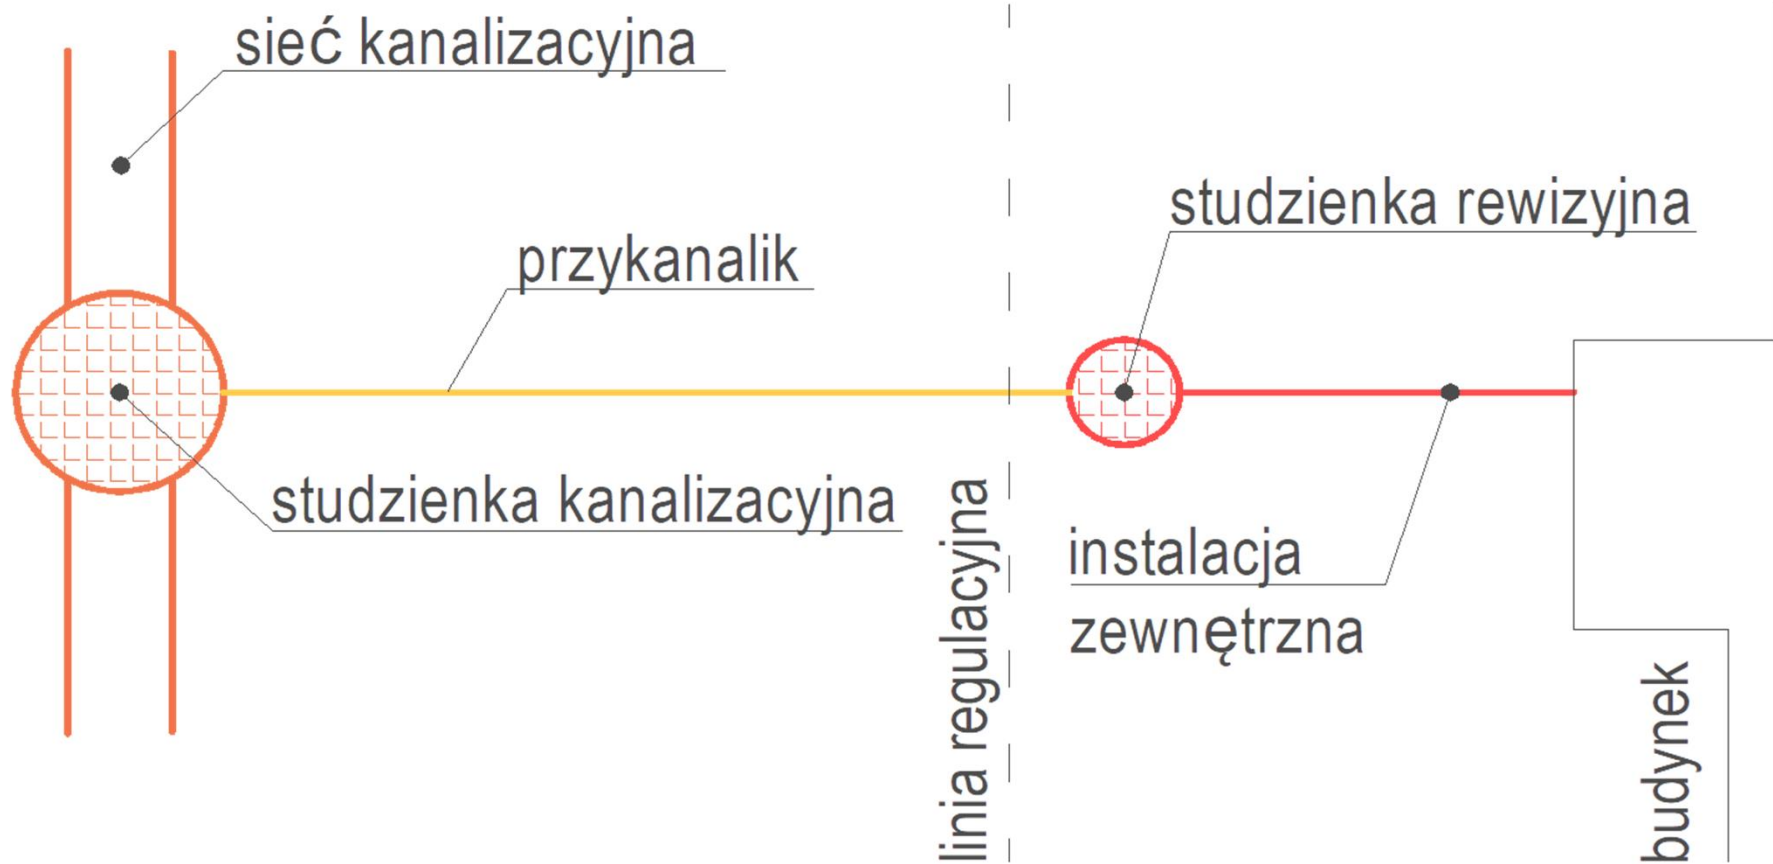 sieć kanalizacyjna
studzienka rewizyjna
przykanalik
studzienka kanalizacyjna
linia regulacyjna
instalacja
zewnętrzna
budynek